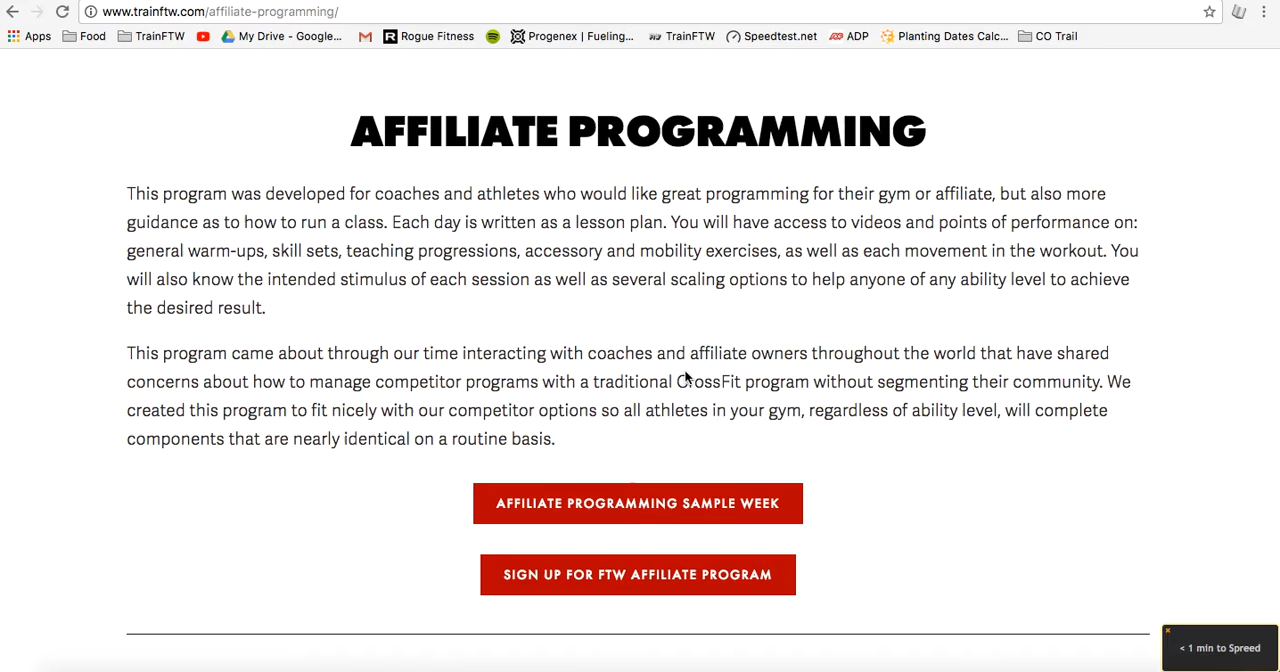 www.trainftw.com/affiliate-programming/
Apps Food TrainFTW My Drive - Google... Rogue Fitness Progenex | Fueling... TrainFTW Speedtest.net ADP Planting Dates Calc... CO Trail
AFFILIATE PROGRAMMING
This program was developed for coaches and athletes who would like great programming for their gym or affiliate, but also more
guidance as to how to run a class. Each day is written as a lesson plan. You will have access to videos and points of performance on:
general warm-ups, skill sets, teaching progressions, accessory and mobility exercises, as well as each movement in the workout. You
will also know the intended stimulus of each session as well as several scaling options to help anyone of any ability level to achieve
the desired result.
This program came about through our time interacting with coaches and affiliate owners throughout the world that have shared
concerns about how to manage competitor programs with a traditional CrossFit program without segmenting their community. We
created this program to fit nicely with our competitor options so all athletes in your gym, regardless of ability level, will complete
components that are nearly identical on a routine basis.
AFFILIATE PROGRAMMING SAMPLE WEEK
SIGN UP FOR FTW AFFILIATE PROGRAM
< 1 min to Spreed